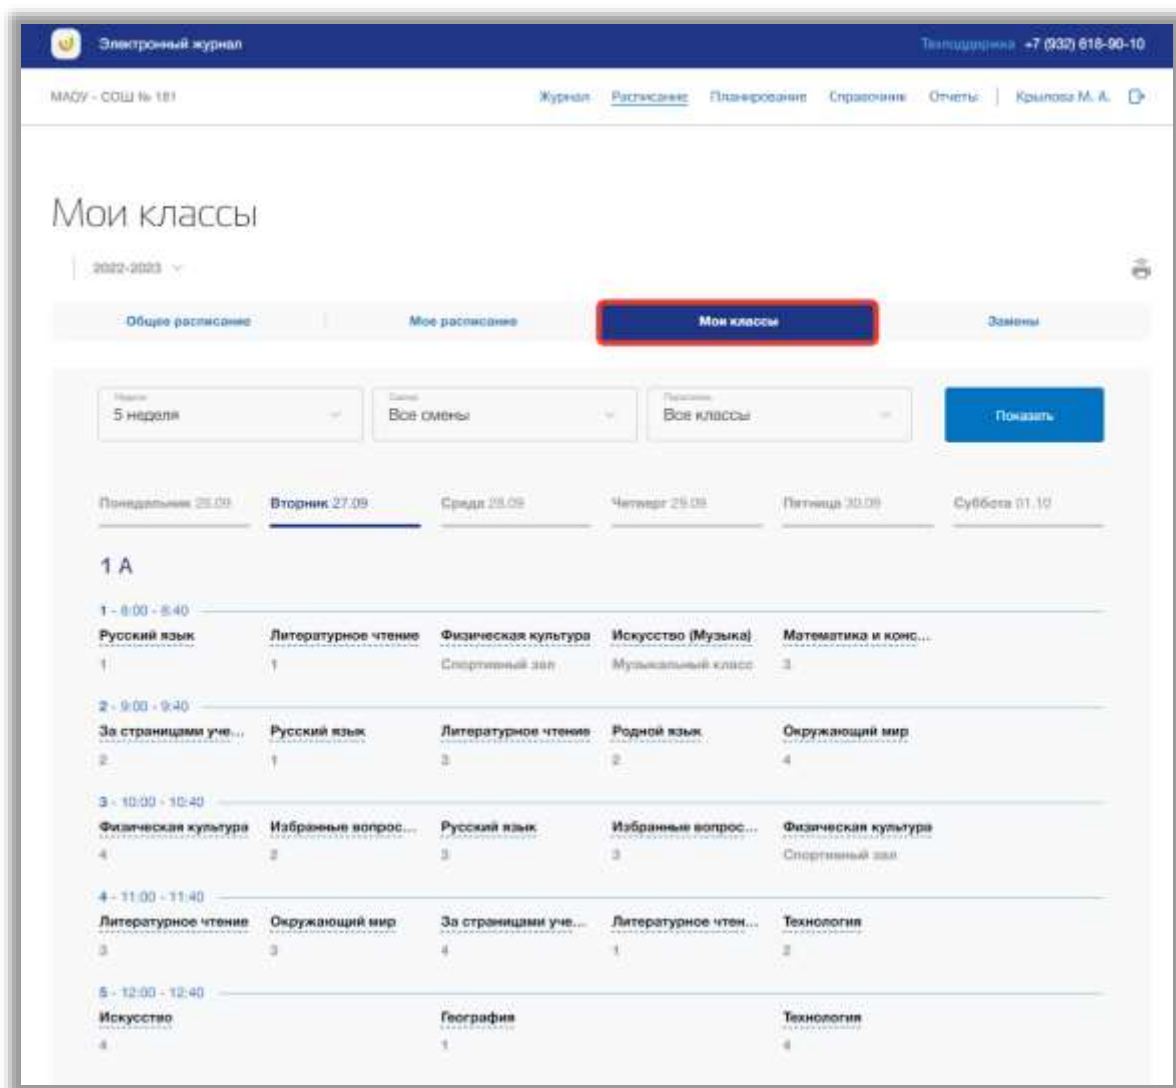 Электронный журнал Техподдержка +7 (932) 618-90-10
МАОУ - СОШ № 181 Журнал Расписание Планирование Справочник Отчеты Крылова М. А.
Мои классы
2022-2023
Общее расписание Мое расписание Мои классы Замены
Неделя Смена Параллель
5 неделя Все смены Все классы Показать
Понедельник 26.09 Вторник 27.09 Среда 28.09 Четверг 29.09 Пятница 30.09 Суббота 01.10
1 А
1 - 8:00 - 8:40
Русский язык Литературное чтение Физическая культура Искусство (Музыка) Математика и конс...
1 1 Спортивный зал Музыкальный класс 3
2 - 9:00 - 9:40
За страницами уче... Русский язык Литературное чтение Родной язык Окружающий мир
2 1 3 2 4
3 - 10:00 - 10:40
Физическая культура Избранные вопрос... Русский язык Избранные вопрос... Физическая культура
4 2 3 3 Спортивный зал
4 - 11:00 - 11:40
Литературное чтение Окружающий мир За страницами уче... Литературное чтен... Технология
3 3 4 1 2
5 - 12:00 - 12:40
Искусство География Технология
4 1 4